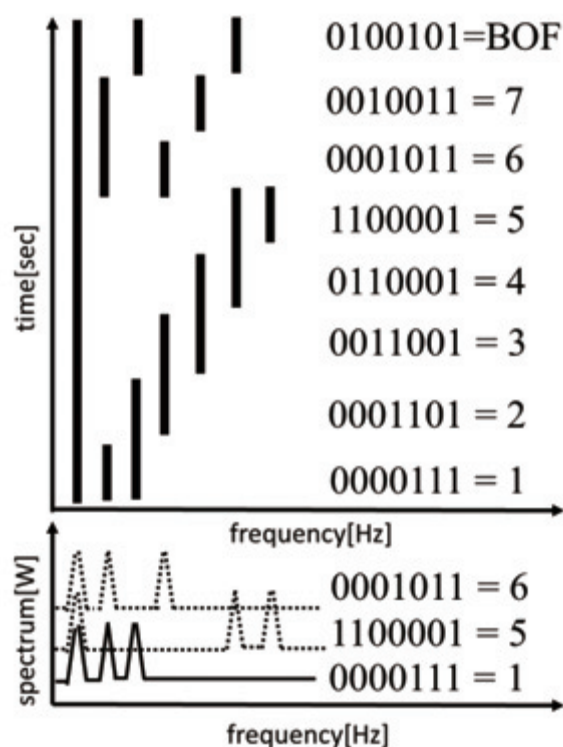 0100101=BOF
0010011 = 7
0001011 = 6
1100001 = 5
0110001 = 4
0011001 = 3
0001101 = 2
0000111 = 1
time[sec]
frequency[Hz]
0001011 = 6
1100001 = 5
0000111 = 1
spectrum[W]
frequency[Hz]